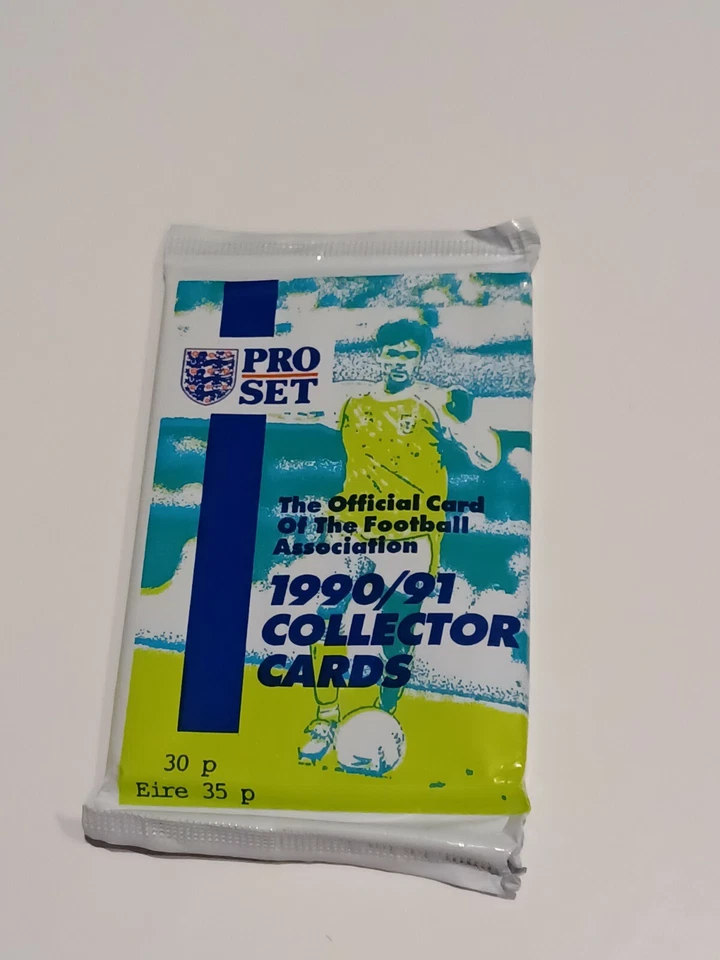 PRO
SET
The Official Card
Of The Football
Association
1990/91
COLLECTOR
CARDS
30 p
Eire 35 p